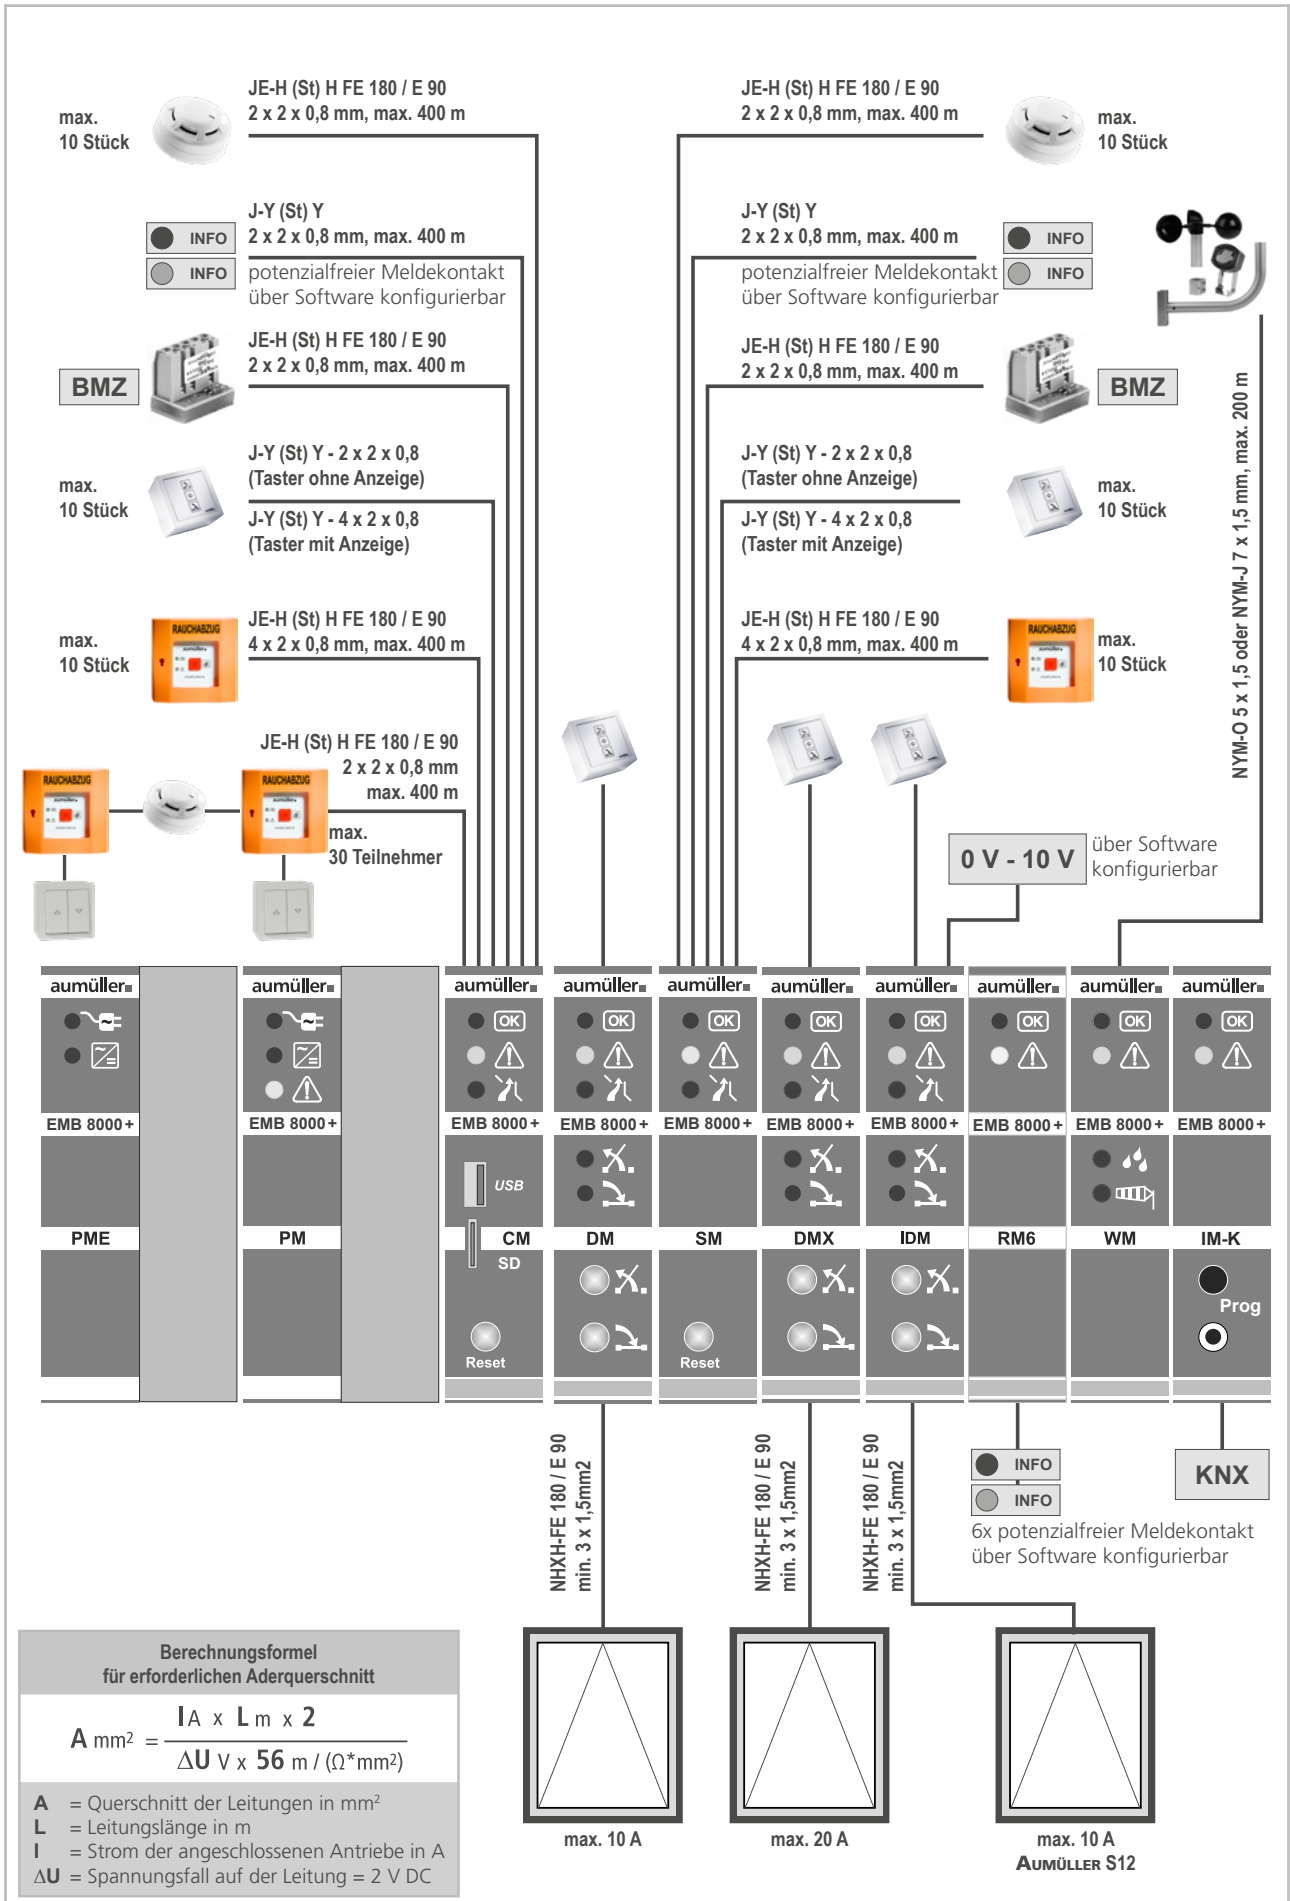 JE-H (St) H FE 180 / E 90
2 x 2 x 0,8 mm, max. 400 m
max.
10 Stück
JE-H (St) H FE 180 / E 90
2 x 2 x 0,8 mm, max. 400 m
max.
10 Stück
J-Y (St) Y
2 x 2 x 0,8 mm, max. 400 m
INFO
INFO
potenzialfreier Meldekontakt
über Software konfigurierbar
J-Y (St) Y
2 x 2 x 0,8 mm, max. 400 m
potenzialfreier Meldekontakt
über Software konfigurierbar
INFO
INFO
JE-H (St) H FE 180 / E 90
2 x 2 x 0,8 mm, max. 400 m
BMZ
JE-H (St) H FE 180 / E 90
2 x 2 x 0,8 mm, max. 400 m
BMZ
J-Y (St) Y - 2 x 2 x 0,8
(Taster ohne Anzeige)
max.
10 Stück
J-Y (St) Y - 4 x 2 x 0,8
(Taster mit Anzeige)
J-Y (St) Y - 2 x 2 x 0,8
(Taster ohne Anzeige)
max.
10 Stück
J-Y (St) Y - 4 x 2 x 0,8
(Taster mit Anzeige)
NYM-O 5 x 1,5 oder NYM-J 7 x 1,5 mm, max. 200 m
JE-H (St) H FE 180 / E 90
4 x 2 x 0,8 mm, max. 400 m
max.
10 Stück
RAUCHABZUG
aumüller
JE-H (St) H FE 180 / E 90
4 x 2 x 0,8 mm, max. 400 m
RAUCHABZUG
aumüller
max.
10 Stück
JE-H (St) H FE 180 / E 90
2 x 2 x 0,8 mm
max. 400 m
RAUCHABZUG
aumüller
RAUCHABZUG
aumüller
max.
30 Teilnehmer
0 V - 10 V
über Software
konfigurierbar
aumüller
EMB 8000+
PME
aumüller
EMB 8000+
PM
aumüller
OK
EMB 8000+
USB
CM
SD
Reset
aumüller
OK
EMB 8000+
DM
aumüller
OK
EMB 8000+
SM
Reset
aumüller
OK
EMB 8000+
DMX
aumüller
OK
EMB 8000+
IDM
aumüller
OK
EMB 8000+
RM6
aumüller
OK
EMB 8000+
WM
aumüller
OK
EMB 8000+
IM-K
Prog
NHXH-FE 180 / E 90
min. 3 x 1,5mm2
NHXH-FE 180 / E 90
min. 3 x 1,5mm2
NHXH-FE 180 / E 90
min. 3 x 1,5mm2
INFO
INFO
6x potenzialfreier Meldekontakt
über Software konfigurierbar
KNX
max. 10 A
max. 20 A
max. 10 A
AUMÜLLER S12
Berechnungsformel
für erforderlichen Aderquerschnitt
A mm² = I A x L m x 2
ΔU V x 56 m / (Ω*mm²)
A = Querschnitt der Leitungen in mm²
L = Leitungslänge in m
I = Strom der angeschlossenen Antriebe in A
ΔU = Spannungsfall auf der Leitung = 2 V DC